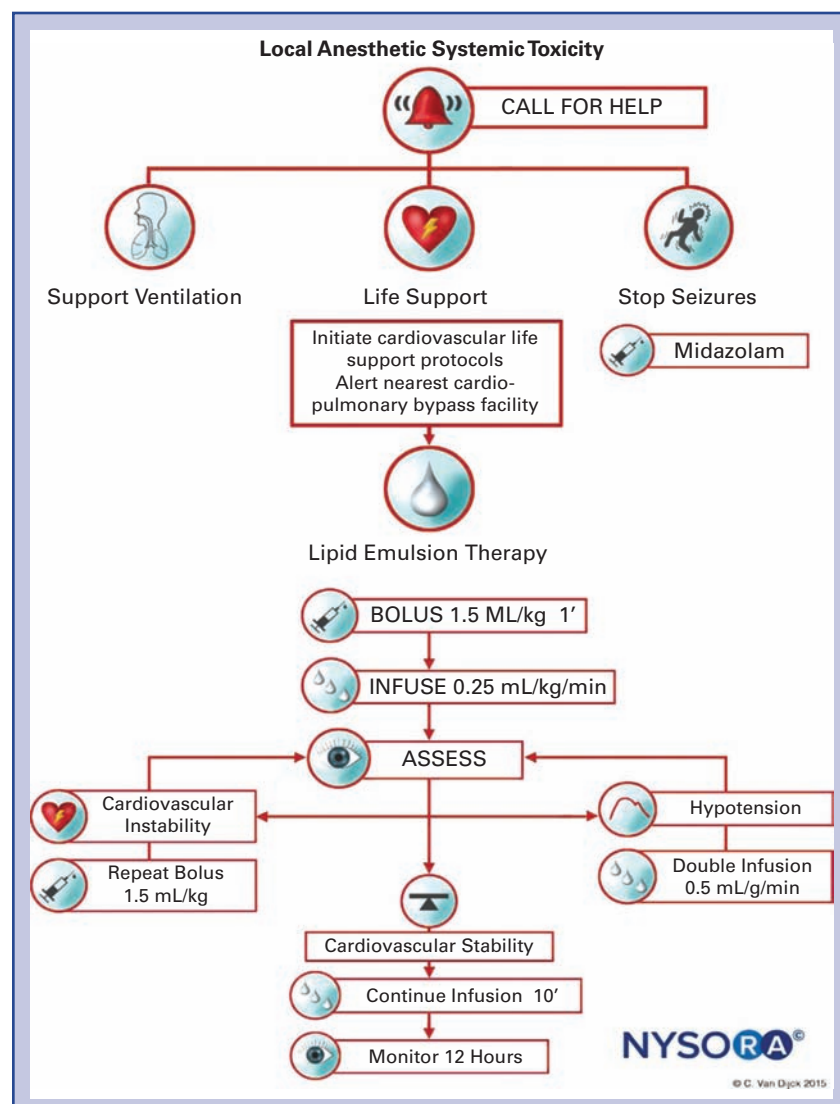 Local Anesthetic Systemic Toxicity
CALL FOR HELP
Support Ventilation
Life Support
Stop Seizures
Initiate cardiovascular life
support protocols
Alert nearest cardio-
pulmonary bypass facility
Midazolam
Lipid Emulsion Therapy
BOLUS 1.5 ML/kg 1’
INFUSE 0.25 mL/kg/min
ASSESS
Cardiovascular
Instability
Repeat Bolus
1.5 mL/kg
Hypotension
Double Infusion
0.5 mL/g/min
Cardiovascular Stability
Continue Infusion 10’
Monitor 12 Hours
NYSORA©
© C. Van Dijck 2015